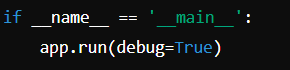 if __name__ == '__main__':
    app.run(debug=True)